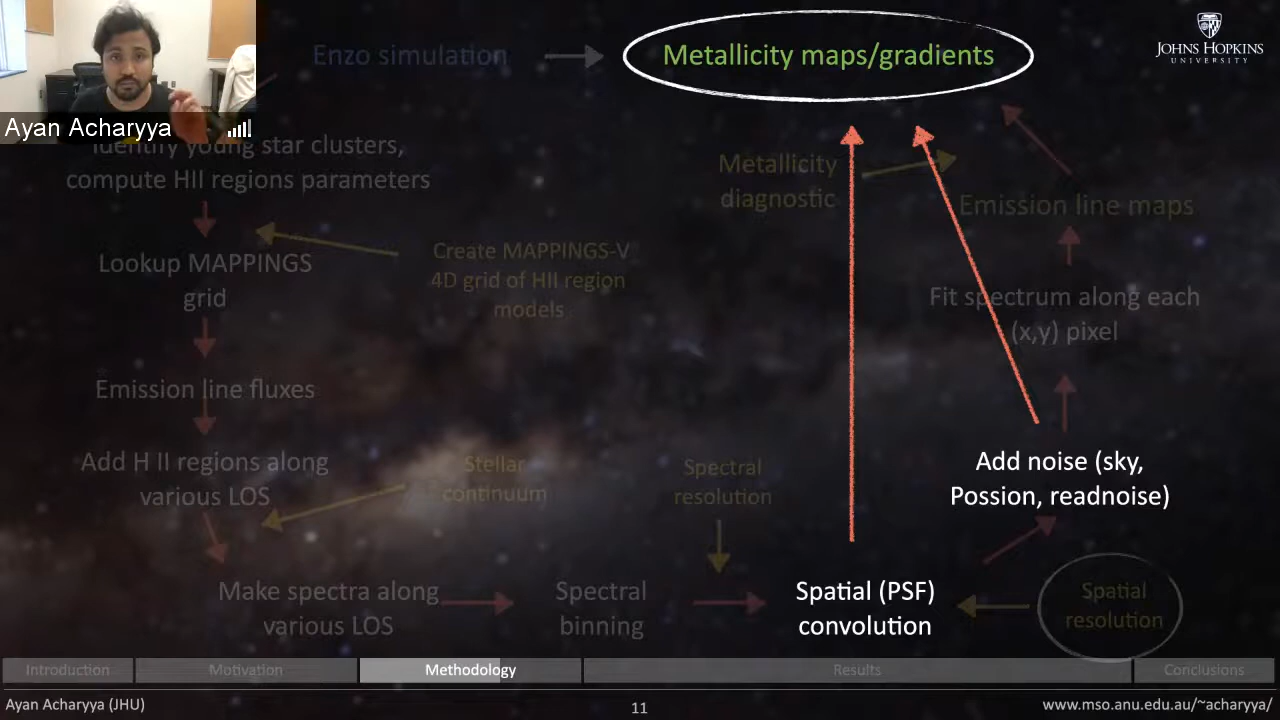 Enzo simulation
Metallicity maps/gradients
JOHNS HOPKINS
UNIVERSITY
Ayan Acharyya
Identify young star clusters,
compute HII regions parameters
Metallicity
diagnostic
Emission line maps
Lookup MAPPINGS
grid
Create MAPPINGS-V
4D grid of HII region
models
Fit spectrum along each
(x,y) pixel
Emission line fluxes
Add H II regions along
various LOS
Stellar
continuum
Spectral
resolution
Add noise (sky,
Possion, readnoise)
Make spectra along
various LOS
Spectral
binning
Spatial (PSF)
convolution
Spatial
resolution
Introduction
Motivation
Methodology
Results
Conclusions
Ayan Acharyya (JHU)
11
www.mso.anu.edu.au/~acharyya/